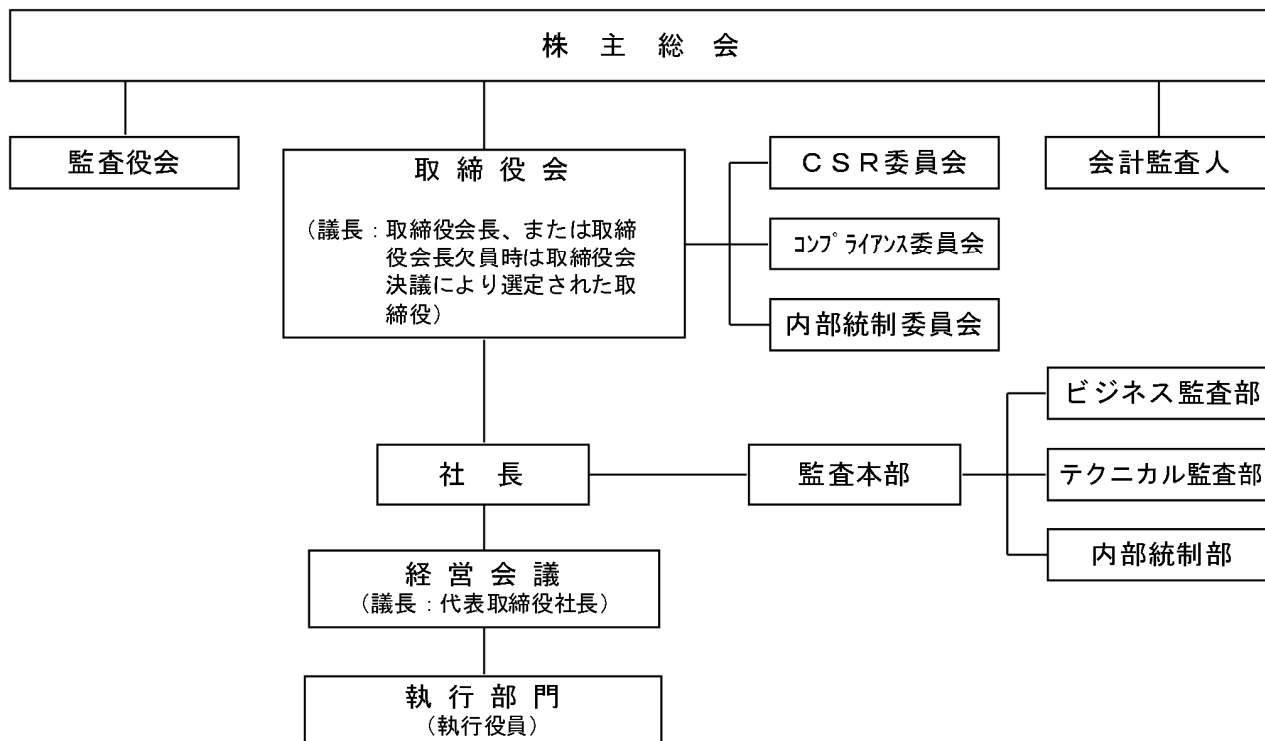 株 主 総 会
監査役会
取 締 役 会
(議長：取締役会長、または取締
役会長欠員時は取締役会
決議により選定された取
締役)
ＣＳＲ委員会
ｺﾝﾌﾟﾗｲｱﾝｽ委員会
内部統制委員会
会計監査人
社 長
監査本部
ビジネス監査部
テクニカル監査部
内部統制部
経 営 会 議
(議長：代表取締役社長)
執 行 部 門
(執行役員)